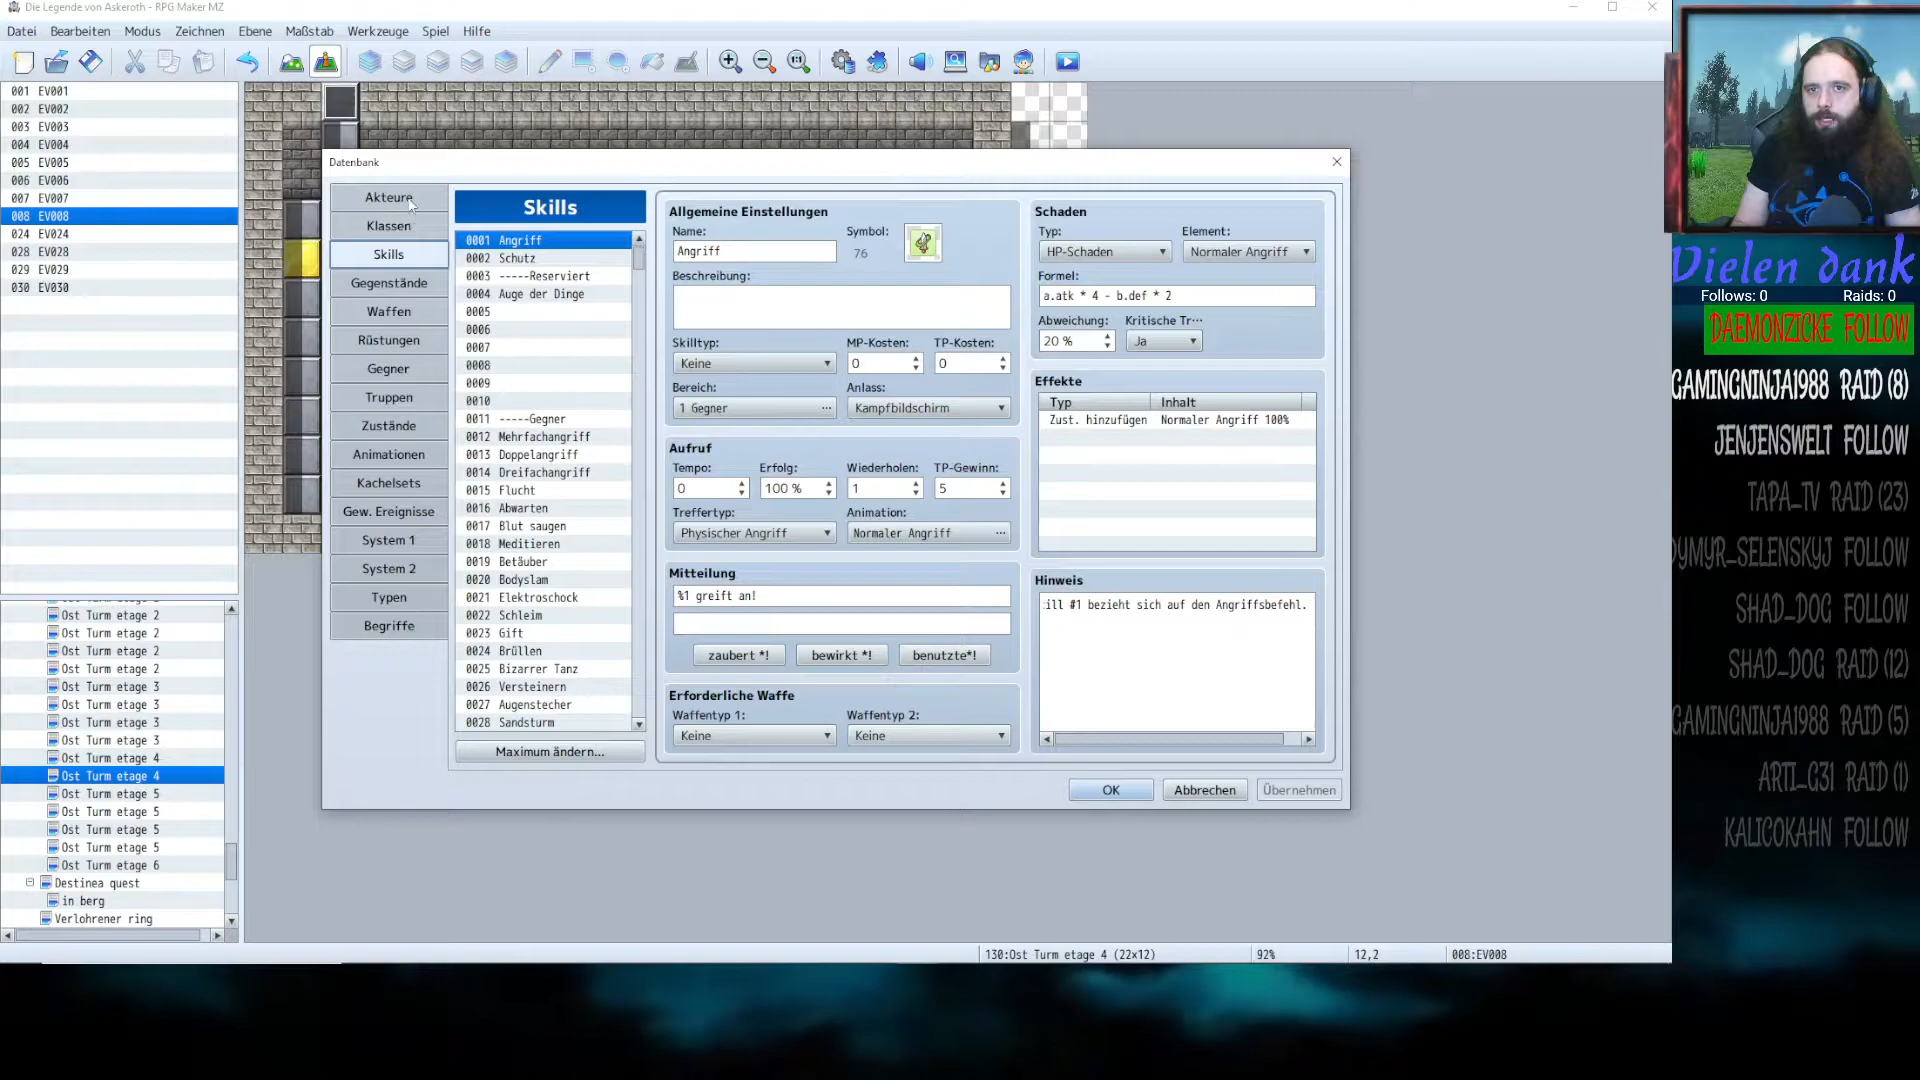 Die Legende von Askeroth - RPG Maker MZ
Datei Bearbeiten Modus Zeichnen Ebene Maßstab Werkzeuge Spiel Hilfe
001 EV001
002 EV002
003 EV003
004 EV004
005 EV005
006 EV006
007 EV007
008 EV008
024 EV024
028 EV028
029 EV029
030 EV030
Ost Turm etage 2
Ost Turm etage 2
Ost Turm etage 2
Ost Turm etage 2
Ost Turm etage 3
Ost Turm etage 3
Ost Turm etage 3
Ost Turm etage 3
Ost Turm etage 4
Ost Turm etage 4
Ost Turm etage 5
Ost Turm etage 5
Ost Turm etage 5
Ost Turm etage 5
Ost Turm etage 6
Destinea quest
in berg
Verlohrener ring
Datenbank
Akteure
Klassen
Skills
Gegenstände
Waffen
Rüstungen
Gegner
Truppen
Zustände
Animationen
Kachelsets
Gew. Ereignisse
System 1
System 2
Typen
Begriffe
Skills
0001 Angriff
0002 Schutz
0003 -----Reserviert
0004 Auge der Dinge
0005
0006
0007
0008
0009
0010
0011 -----Gegner
0012 Mehrfachangriff
0013 Doppelangriff
0014 Dreifachangriff
0015 Flucht
0016 Abwarten
0017 Blut saugen
0018 Meditieren
0019 Betäuber
0020 Bodyslam
0021 Elektroschock
0022 Schleim
0023 Gift
0024 Brüllen
0025 Bizarrer Tanz
0026 Versteinern
0027 Augenstecher
0028 Sandsturm
Maximum ändern...
Allgemeine Einstellungen
Name: Symbol:
Angriff 76
Beschreibung:
Skilltyp: MP-Kosten: TP-Kosten:
Keine 0 0
Bereich: Anlass:
1 Gegner ... Kampfbildschirm
Aufruf
Tempo: Erfolg: Wiederholen: TP-Gewinn:
0 100 % 1 5
Treffertyp: Animation:
Physischer Angriff Normaler Angriff ...
Mitteilung
%1 greift an!
zaubert *! bewirkt *! benutzte*!
Erforderliche Waffe
Waffentyp 1: Waffentyp 2:
Keine Keine
Schaden
Typ: Element:
HP-Schaden Normaler Angriff
Formel:
a.atk * 4 - b.def * 2
Abweichung: Kritische Tr...
20 % Ja
Effekte
Typ Inhalt
Zust. hinzufügen Normaler Angriff 100%
Hinweis
ill #1 bezieht sich auf den Angriffsbefehl.
OK Abbrechen Übernehmen
130:Ost Turm etage 4 (22x12) 92% 12,2 008:EV008
Vielen dank
Follows: 0 Raids: 0
DAEMONZICKE FOLLOW
GAMINGNINJA1988 RAID (8)
JENJENSWELT FOLLOW
TAPA_TV RAID (23)
DYMYR_SELENSKYJ FOLLOW
SHAD_DOG FOLLOW
SHAD_DOG RAID (12)
GAMINGNINJA1988 RAID (5)
ARTI_G31 RAID (1)
KALICOKAHN FOLLOW